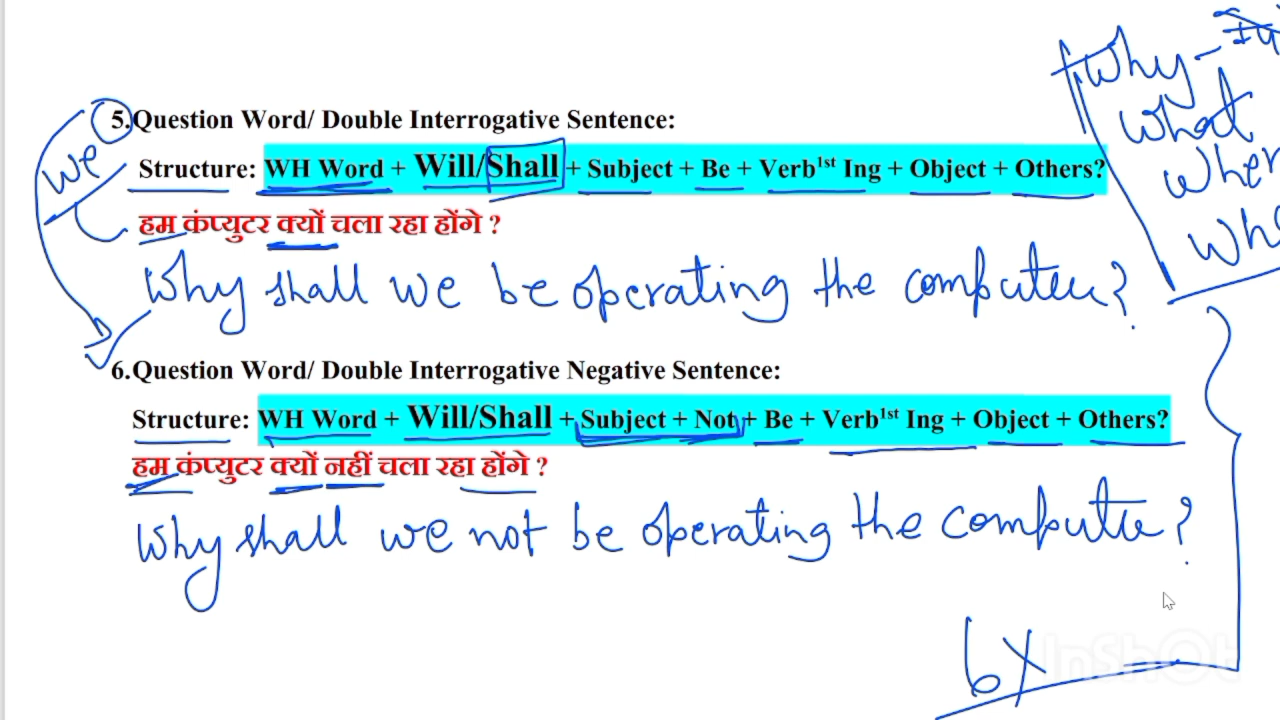 Why -
what
5.Question Word/ Double Interrogative Sentence:
we
Structure: WH Word + Will/Shall + Subject + Be + Verb1st Ing + Object + Others?
हम कंप्युटर क्यों चला रहा होंगे ?
Why shall we be operating the computer?
6.Question Word/ Double Interrogative Negative Sentence:
Structure: WH Word + Will/Shall + Subject + Not + Be + Verb1st Ing + Object + Others?
हम कंप्युटर क्यों नहीं चला रहा होंगे ?
Why shall we not be operating the computer?
6x
InShOt